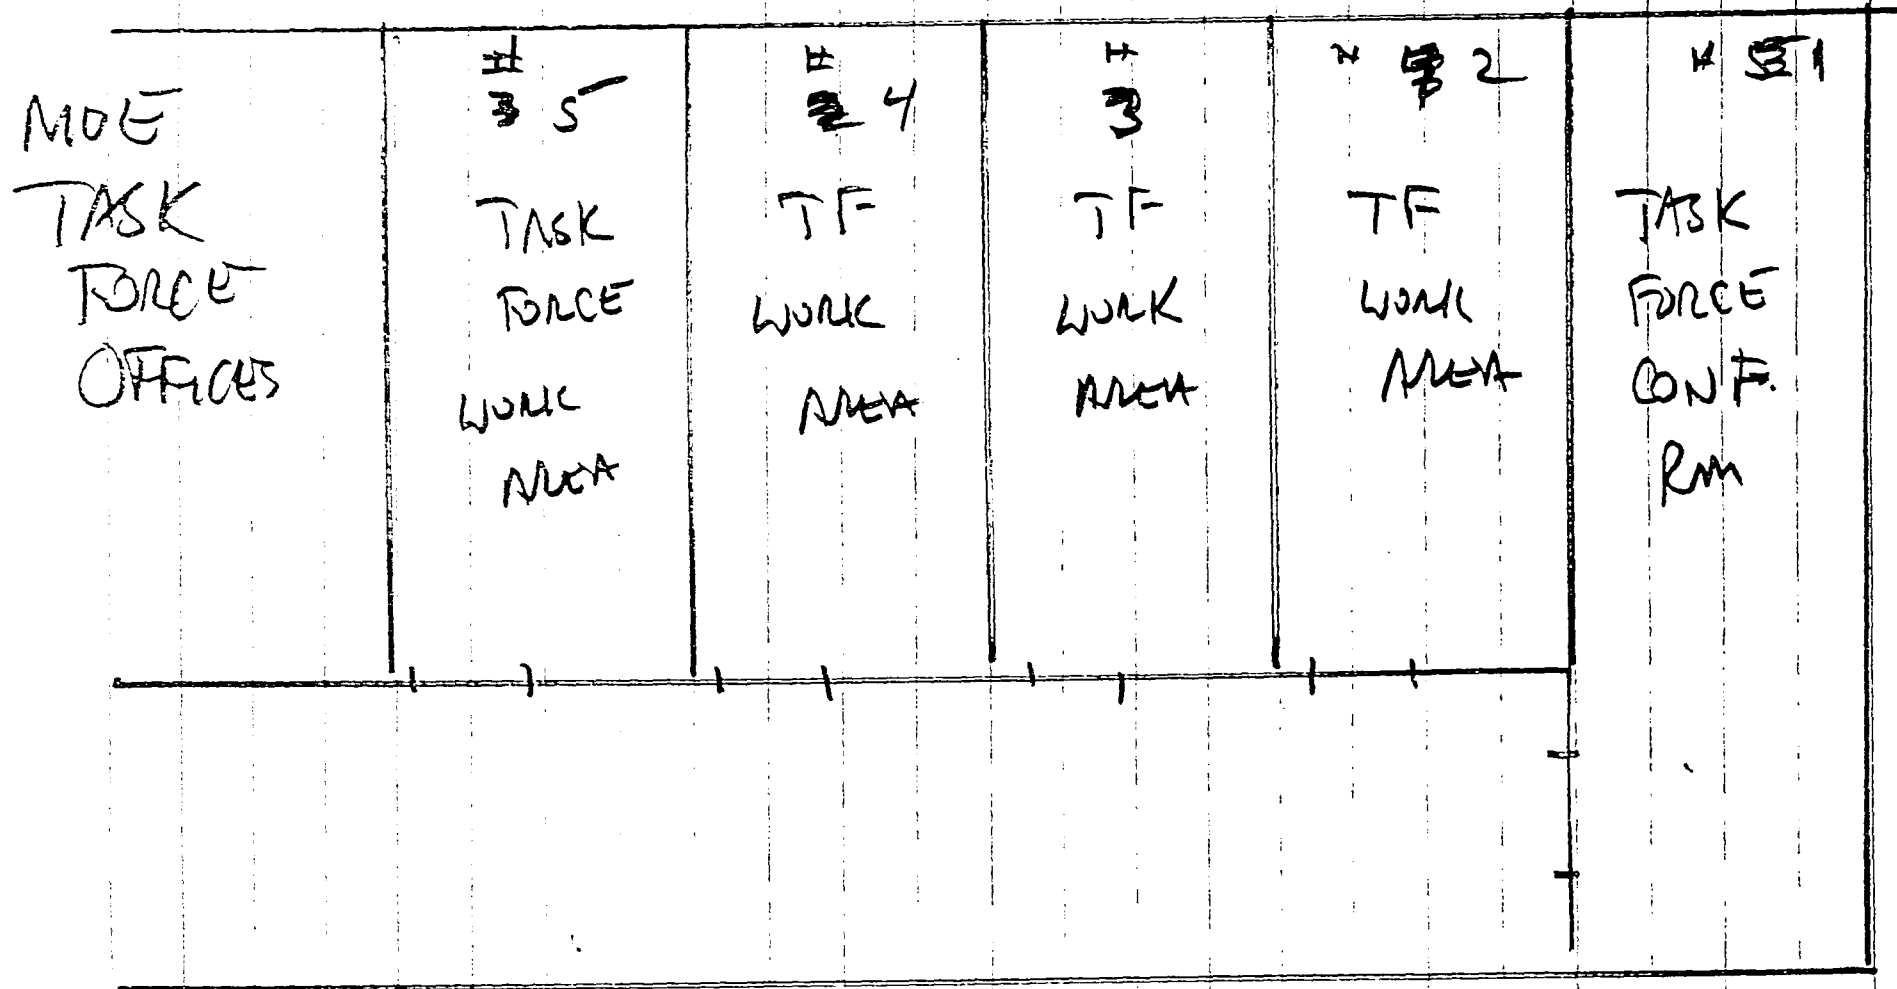 MOE
TASK
FORCE
OFFICES
#
5
TASK
FORCE
WORK
AREA
#
4
TF
WORK
AREA
#
3
TF
WORK
AREA
# 2
TF
WORK
AREA
# 1
TASK
FORCE
CONF.
RM